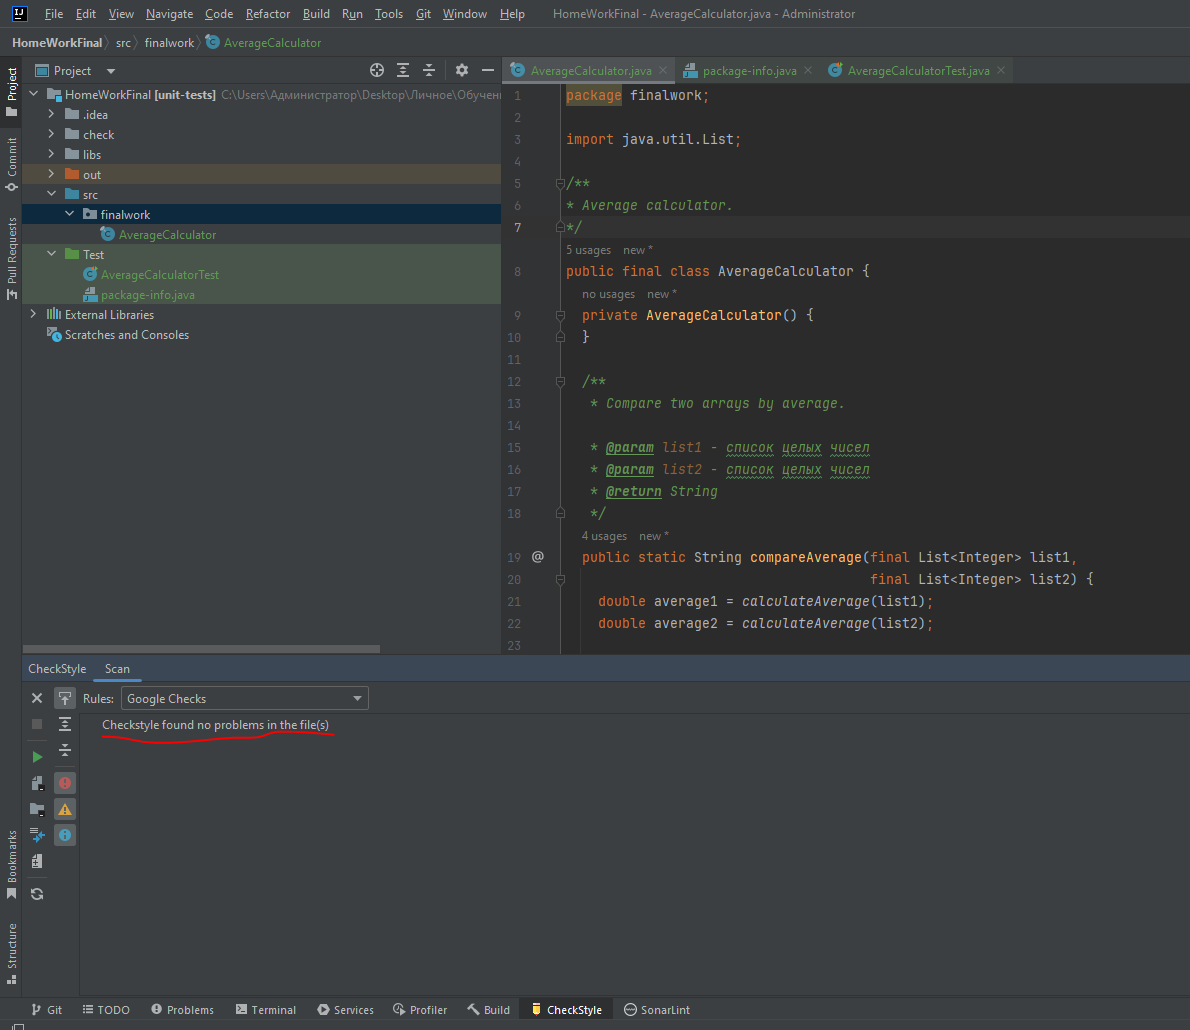 File Edit View Navigate Code Refactor Build Run Tools Git Window Help HomeWorkFinal - AverageCalculator.java - Administrator
HomeWorkFinal src finalwork AverageCalculator
Project
Commit
Pull Requests
Bookmarks
Structure
Project
HomeWorkFinal [unit-tests] C:\Users\Администратор\Desktop\Личное\Обучени
.idea
check
libs
out
src
finalwork
AverageCalculator
Test
AverageCalculatorTest
package-info.java
External Libraries
Scratches and Consoles
AverageCalculator.java package-info.java AverageCalculatorTest.java
1 package finalwork;
2
3 import java.util.List;
4
5 /**
6 * Average calculator.
7 */
5 usages new *
8 public final class AverageCalculator {
no usages new *
9 private AverageCalculator() {
10 }
11
12 /**
13 * Compare two arrays by average.
14
15 * @param list1 - список целых чисел
16 * @param list2 - список целых чисел
17 * @return String
18 */
4 usages new *
19 @ public static String compareAverage(final List<Integer> list1,
20 final List<Integer> list2) {
21 double average1 = calculateAverage(list1);
22 double average2 = calculateAverage(list2);
23
CheckStyle Scan
Rules: Google Checks
Checkstyle found no problems in the file(s)
Git TODO Problems Terminal Services Profiler Build CheckStyle SonarLint